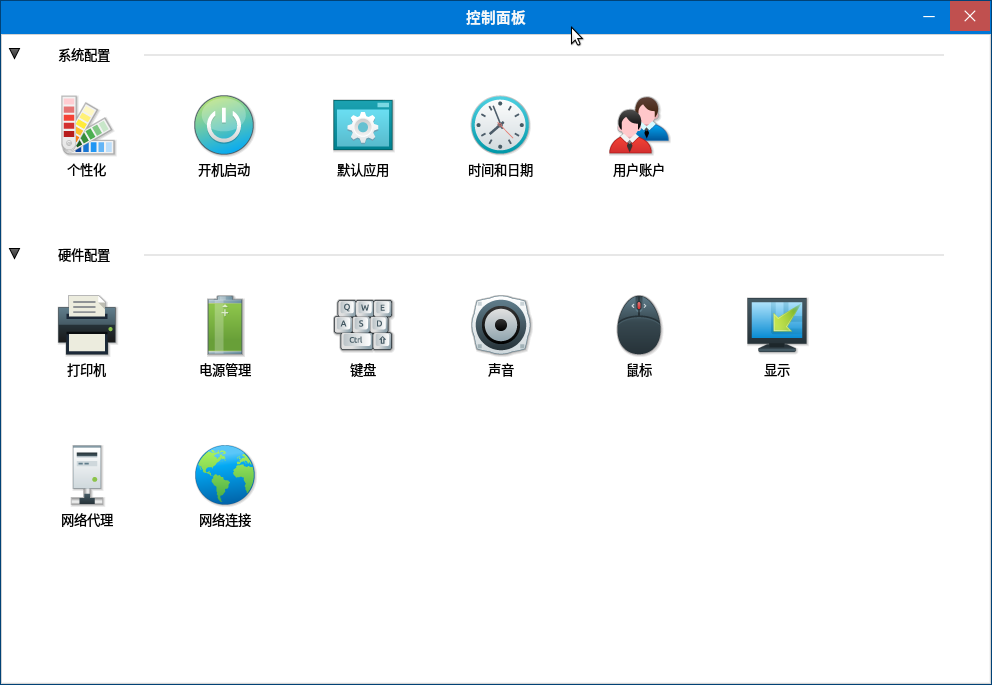 控制面板
系统配置
个性化
开机启动
默认应用
时间和日期
用户账户
硬件配置
打印机
电源管理
Q W E
A S D
Ctrl ⇧
键盘
声音
鼠标
显示
网络代理
网络连接